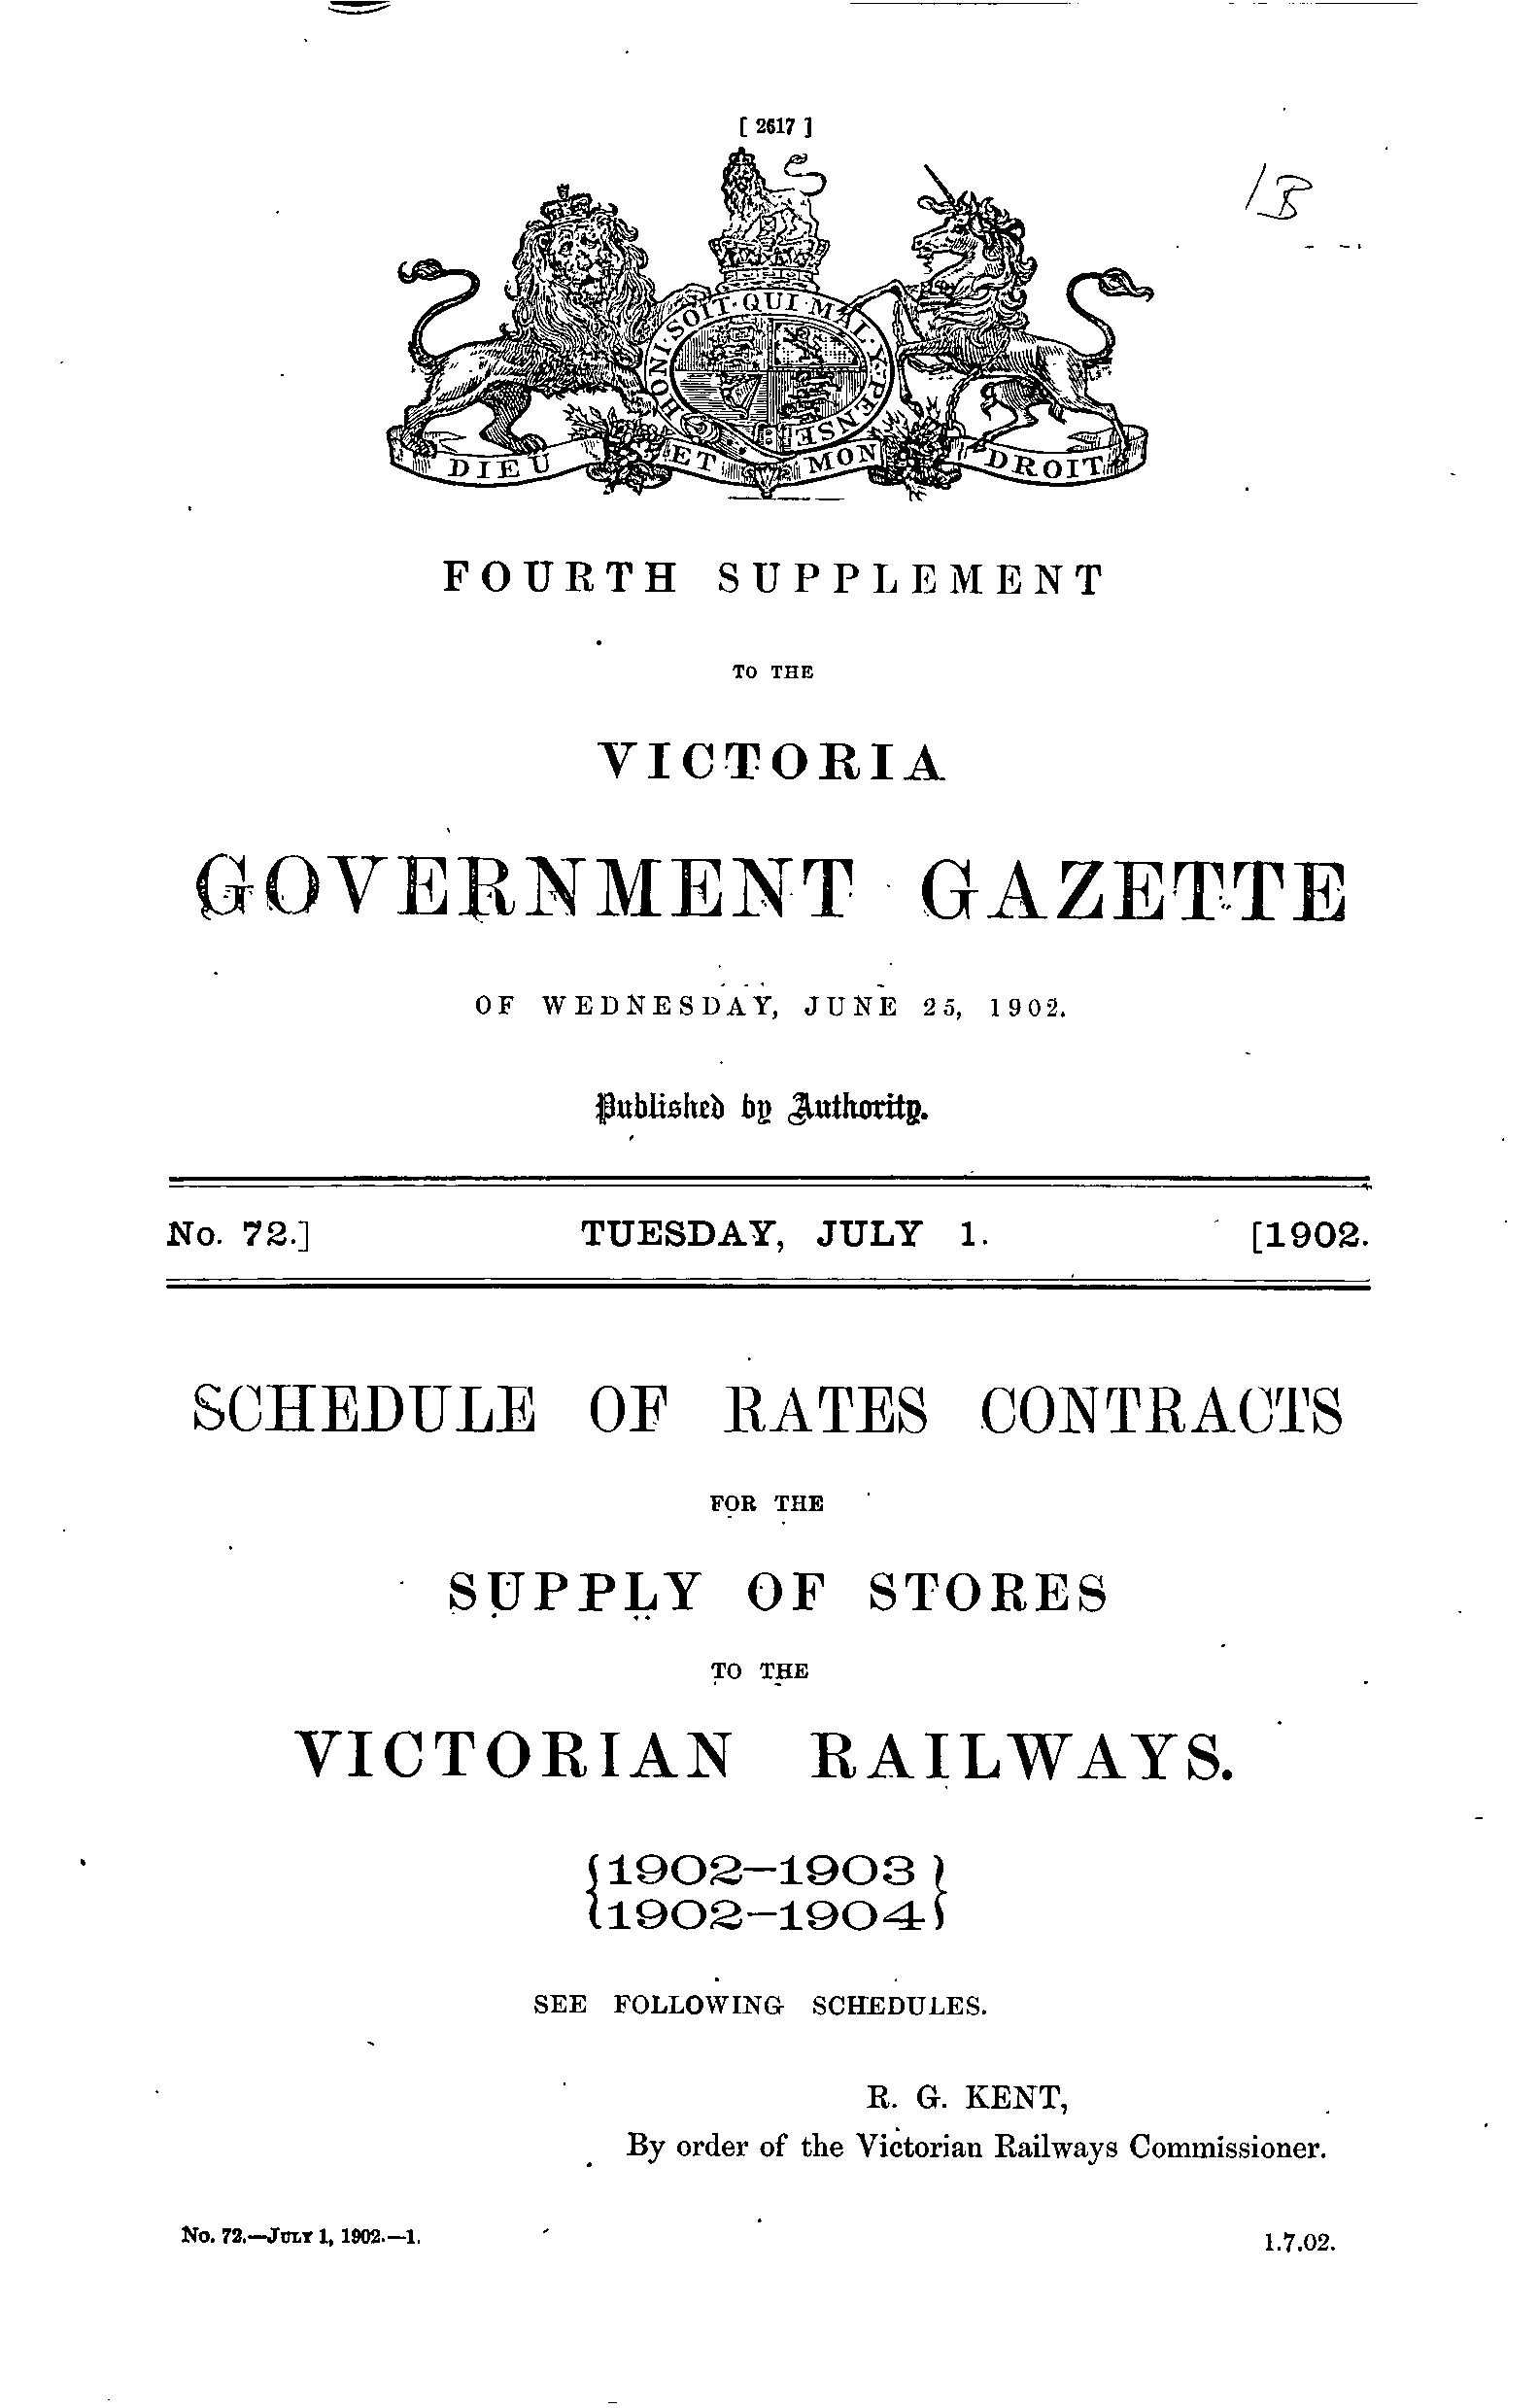 [ 2617 ]
1B
HONI·SOIT·QUI·MAL·Y·PENSE
DIEU ET MON DROIT
FOURTH SUPPLEMENT
TO THE
VICTORIA
GOVERNMENT GAZETTE
OF WEDNESDAY, JUNE 25, 1902.
Published by Authority.
No. 72.] TUESDAY, JULY 1. [1902.
SCHEDULE OF RATES CONTRACTS
FOR THE
SUPPLY OF STORES
TO THE
VICTORIAN RAILWAYS.
{1902–1903}
{1902–1904}
SEE FOLLOWING SCHEDULES.
R. G. KENT,
By order of the Victorian Railways Commissioner.
No. 72.—JULY 1, 1902.—1. 1.7.02.